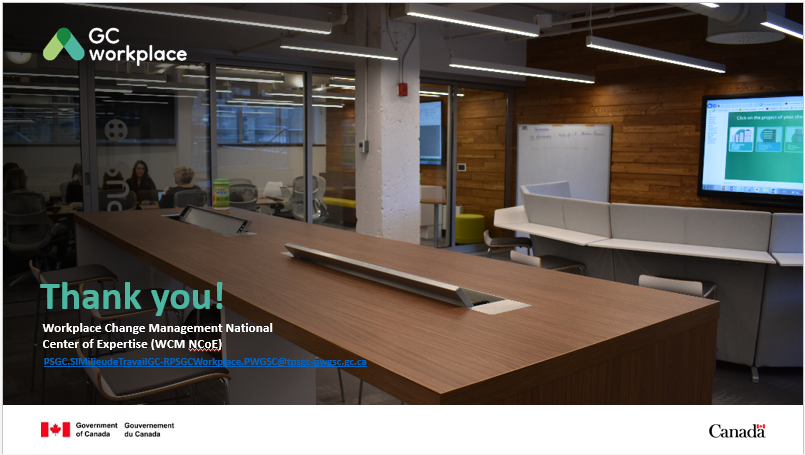 GC
workplace
Click on the project of your
Thank you!
Workplace Change Management National
Center of Expertise (WCM NCoE)
PSGC.SIMilieudeTravailGC-RPSGCWorkplace.PWGSC@tpsgc-pwgsc.gc.ca
Government Gouvernement
of Canada du Canada
Canada